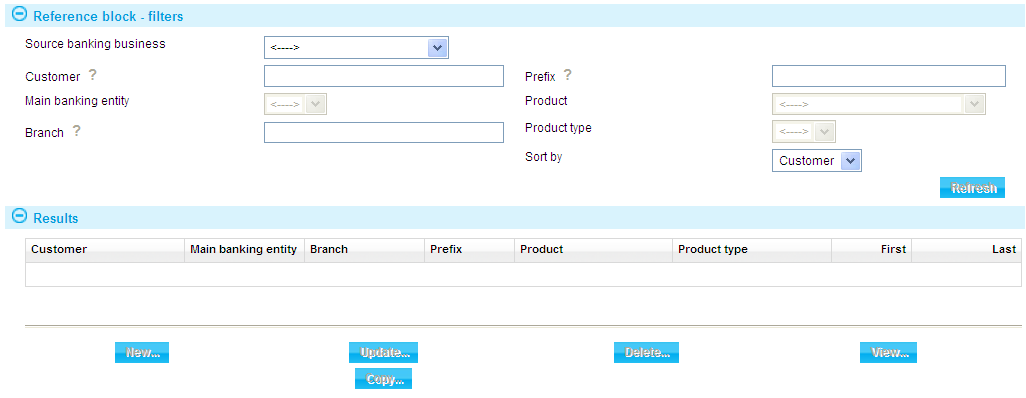 Reference block - filters
Source banking business <---->
Customer ? Prefix ?
Main banking entity <----> Product <---->
Branch ? Product type <---->
Sort by Customer
Refresh
Results
Customer Main banking entity Branch Prefix Product Product type First Last
New... Update... Delete... View...
Copy...